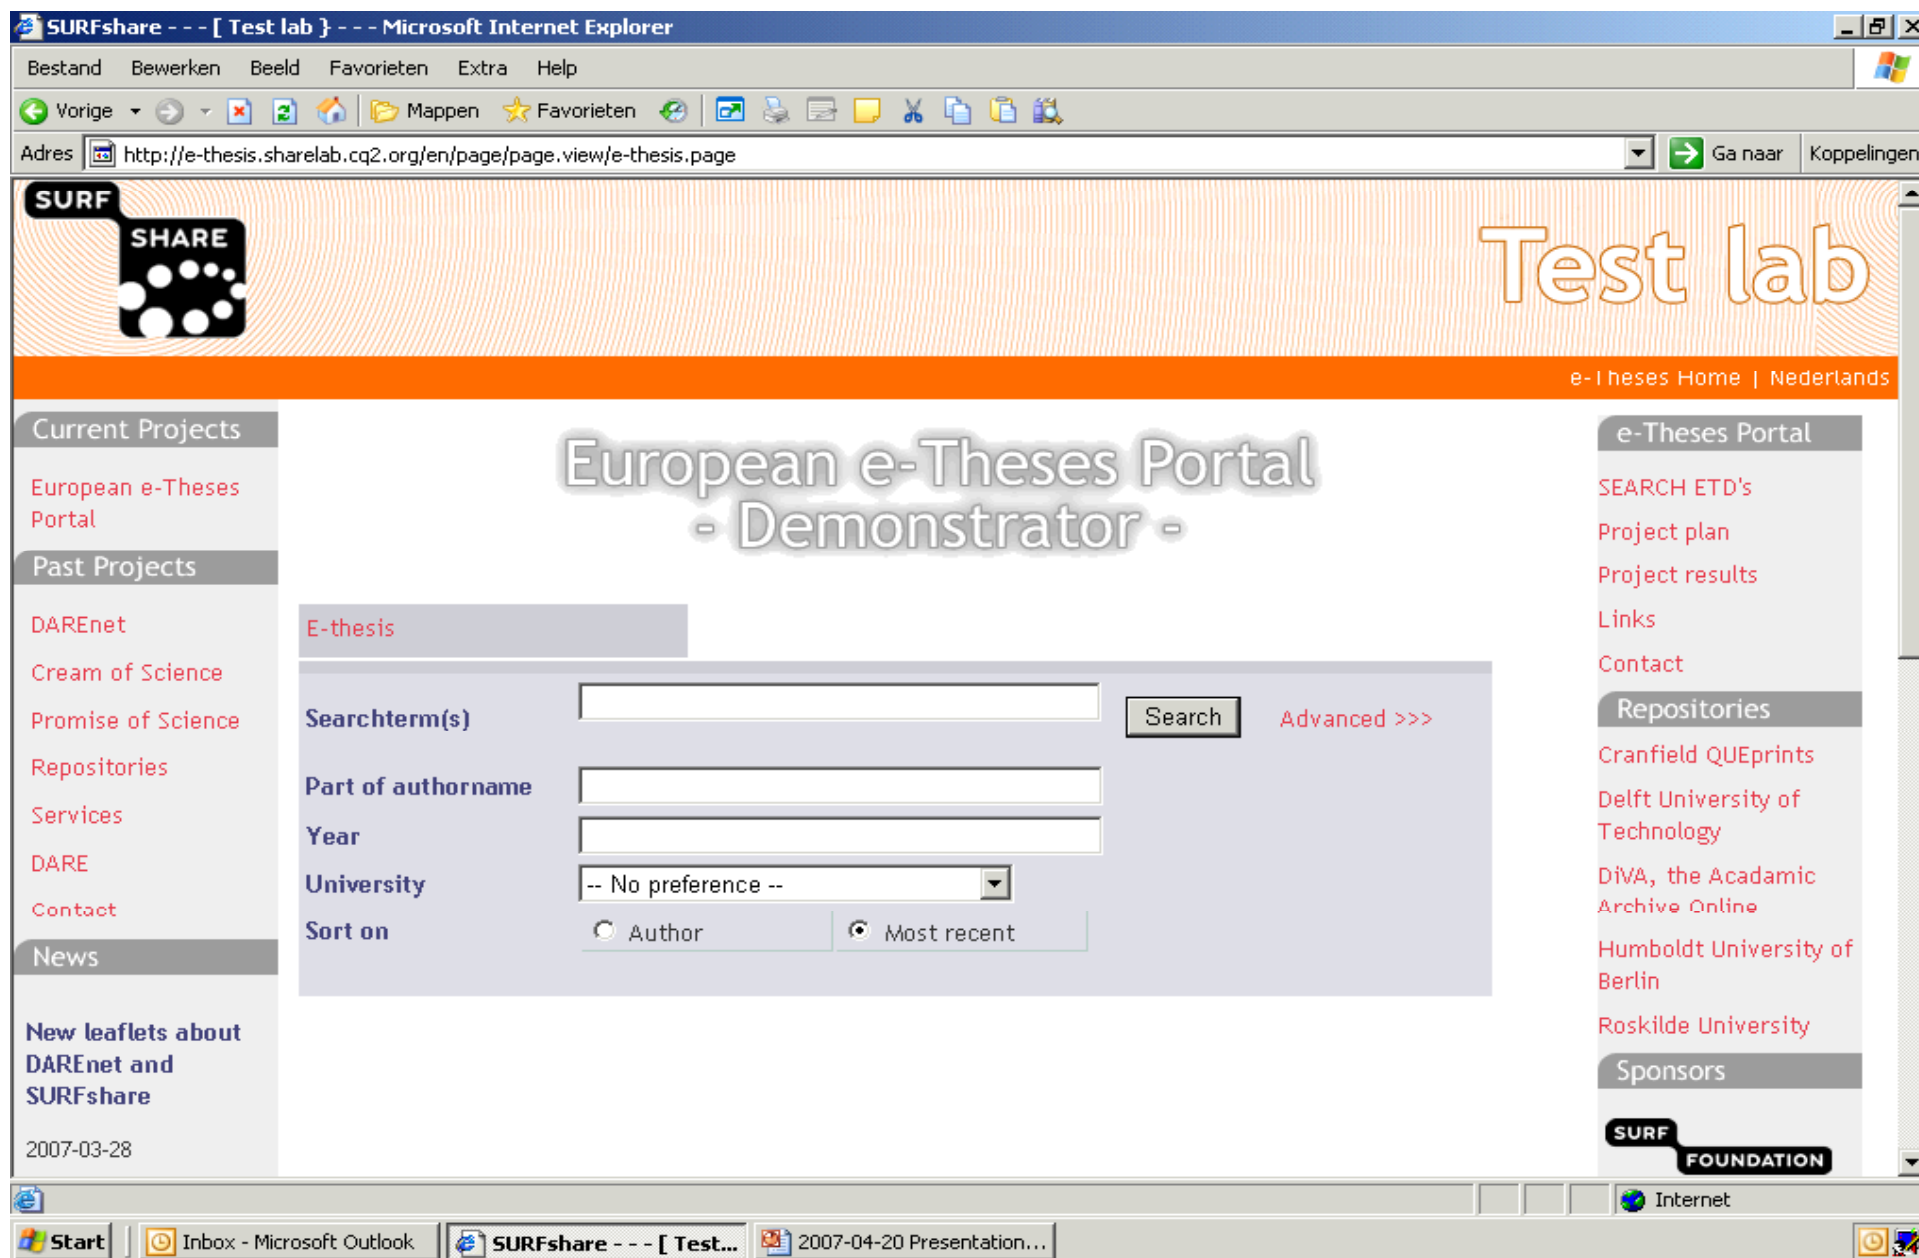 SURFshare - - - [ Test lab } - - - Microsoft Internet Explorer
Bestand Bewerken Beeld Favorieten Extra Help
Vorige Mappen Favorieten
Adres http://e-thesis.sharelab.cq2.org/en/page/page.view/e-thesis.page Ga naar Koppelingen
SURF
SHARE
Test lab
e-Theses Home | Nederlands
Current Projects
European e-Theses
Portal
Past Projects
DAREnet
Cream of Science
Promise of Science
Repositories
Services
DARE
Contact
News
New leaflets about
DAREnet and
SURFshare
2007-03-28
European e-Theses Portal
- Demonstrator -
E-thesis
Searchterm(s) Search Advanced >>>
Part of authorname
Year
University -- No preference --
Sort on Author Most recent
e-Theses Portal
SEARCH ETD's
Project plan
Project results
Links
Contact
Repositories
Cranfield QUEprints
Delft University of
Technology
DiVA, the Acadamic
Archive Online
Humboldt University of
Berlin
Roskilde University
Sponsors
SURF
FOUNDATION
Internet
Start Inbox - Microsoft Outlook SURFshare - - - [ Test... 2007-04-20 Presentation...